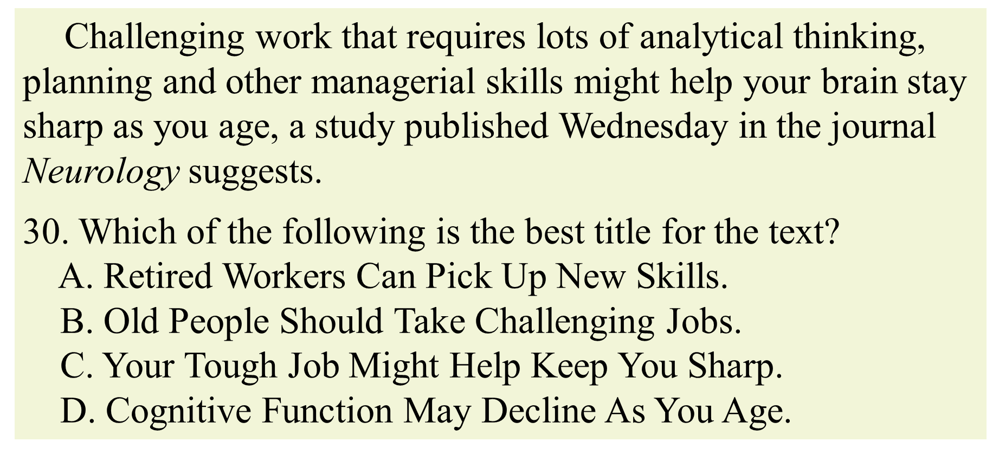 Challenging work that requires lots of analytical thinking,
planning and other managerial skills might help your brain stay
sharp as you age, a study published Wednesday in the journal
Neurology suggests.
30. Which of the following is the best title for the text?
A. Retired Workers Can Pick Up New Skills.
B. Old People Should Take Challenging Jobs.
C. Your Tough Job Might Help Keep You Sharp.
D. Cognitive Function May Decline As You Age.